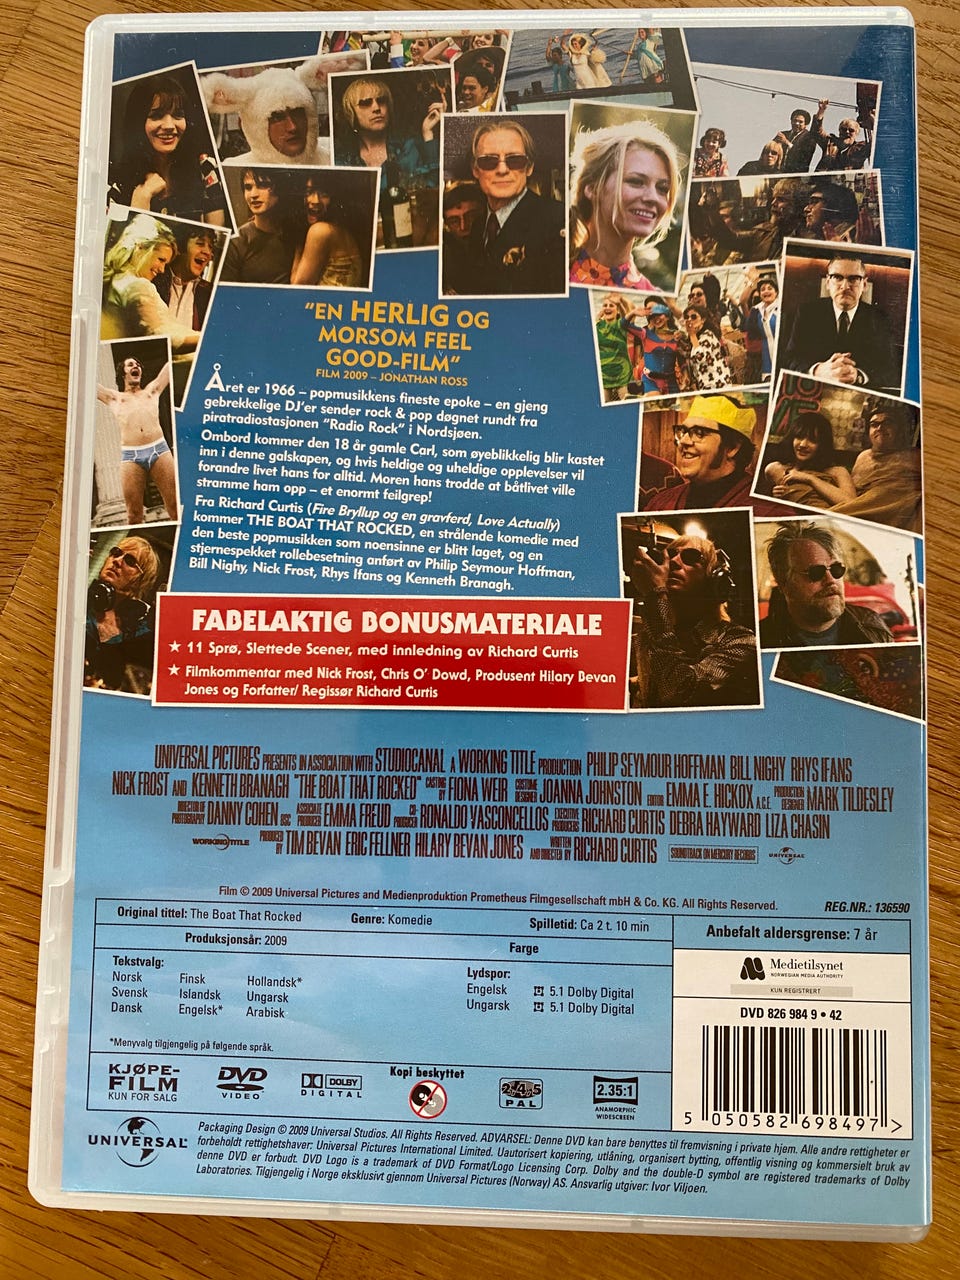 "EN HERLIG OG
MORSOM FEEL
GOOD-FILM"
FILM 2009 – JONATHAN ROSS
Året er 1966 – popmusikkens fineste epoke – en gjeng
gebrekkelige DJ'er sender rock & pop døgnet rundt fra
piratradiostasjonen "Radio Rock" i Nordsjøen.
Ombord kommer den 18 år gamle Carl, som øyeblikkelig blir kastet
inn i denne galskapen, og hvis heldige og uheldige opplevelser vil
forandre livet hans for alltid. Moren hans trodde at båtlivet ville
stramme ham opp – et enormt feilgrep!
Fra Richard Curtis (Fire Bryllup og en gravferd, Love Actually)
kommer THE BOAT THAT ROCKED, en strålende komedie med
den beste popmusikken som noensinne er blitt laget, og en
stjernespekket rollebesetning anført av Philip Seymour Hoffman,
Bill Nighy, Nick Frost, Rhys Ifans og Kenneth Branagh.
FABELAKTIG BONUSMATERIALE
★ 11 Sprø, Slettede Scener, med innledning av Richard Curtis
★ Filmkommentar med Nick Frost, Chris O' Dowd, Produsent Hilary Bevan
Jones og Forfatter/ Regissør Richard Curtis
UNIVERSAL PICTURES PRESENTS IN ASSOCIATION WITH STUDIOCANAL A WORKING TITLE PRODUCTION PHILIP SEYMOUR HOFFMAN BILL NIGHY RHYS IFANS
NICK FROST AND KENNETH BRANAGH "THE BOAT THAT ROCKED" CASTING BY FIONA WEIR COSTUME DESIGNER JOANNA JOHNSTON EDITOR EMMA E. HICKOX A.C.E. PRODUCTION DESIGNER MARK TILDESLEY
DIRECTOR OF PHOTOGRAPHY DANNY COHEN BSC ASSOCIATE PRODUCER EMMA FREUD CO-PRODUCER RONALDO VASCONCELLOS EXECUTIVE PRODUCERS RICHARD CURTIS DEBRA HAYWARD LIZA CHASIN
WORKING TITLE PRODUCED BY TIM BEVAN ERIC FELLNER HILARY BEVAN JONES WRITTEN AND DIRECTED BY RICHARD CURTIS SOUNDTRACK ON MERCURY RECORDS UNIVERSAL
Film © 2009 Universal Pictures and Medienproduktion Prometheus Filmgesellschaft mbH & Co. KG. All Rights Reserved.
REG.NR.: 136590
Original tittel: The Boat That Rocked Genre: Komedie Spilletid: Ca 2 t. 10 min
Anbefalt aldersgrense: 7 år
Produksjonsår: 2009 Farge
Tekstvalg:
Norsk Finsk Hollandsk*
Svensk Islandsk Ungarsk
Dansk Engelsk* Arabisk
*Menyvalg tilgjengelig på følgende språk.
Lydspor:
Engelsk 5.1 Dolby Digital
Ungarsk 5.1 Dolby Digital
Medietilsynet
NORWEGIAN MEDIA AUTHORITY
KUN REGISTRERT
DVD 826 984 9 • 42
5 050582 698497 >
KJØPE-
FILM
KUN FOR SALG
DVD
VIDEO
DOLBY
DIGITAL
Kopi beskyttet
2 4 5
PAL
2.35:1
ANAMORPHIC
WIDESCREEN
UNIVERSAL
Packaging Design © 2009 Universal Studios. All Rights Reserved. ADVARSEL: Denne DVD kan bare benyttes til fremvisning i private hjem. Alle andre rettigheter er
forbeholdt rettighetshaver: Universal Pictures International Limited. Uautorisert kopiering, utlåning, organisert bytting, offentlig visning og kommersielt bruk av
denne DVD er forbudt. DVD Logo is a trademark of DVD Format/Logo Licensing Corp. Dolby and the double-D symbol are registered trademarks of Dolby
Laboratories. Tilgjengelig i Norge eksklusivt gjennom Universal Pictures (Norway) AS. Ansvarlig utgiver: Ivor Viljoen.